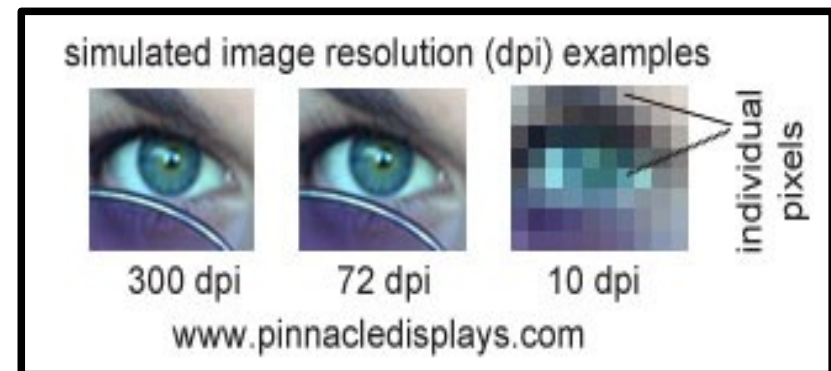 simulated image resolution (dpi) examples
individual
pixels
300 dpi
72 dpi
10 dpi
www.pinnacledisplays.com